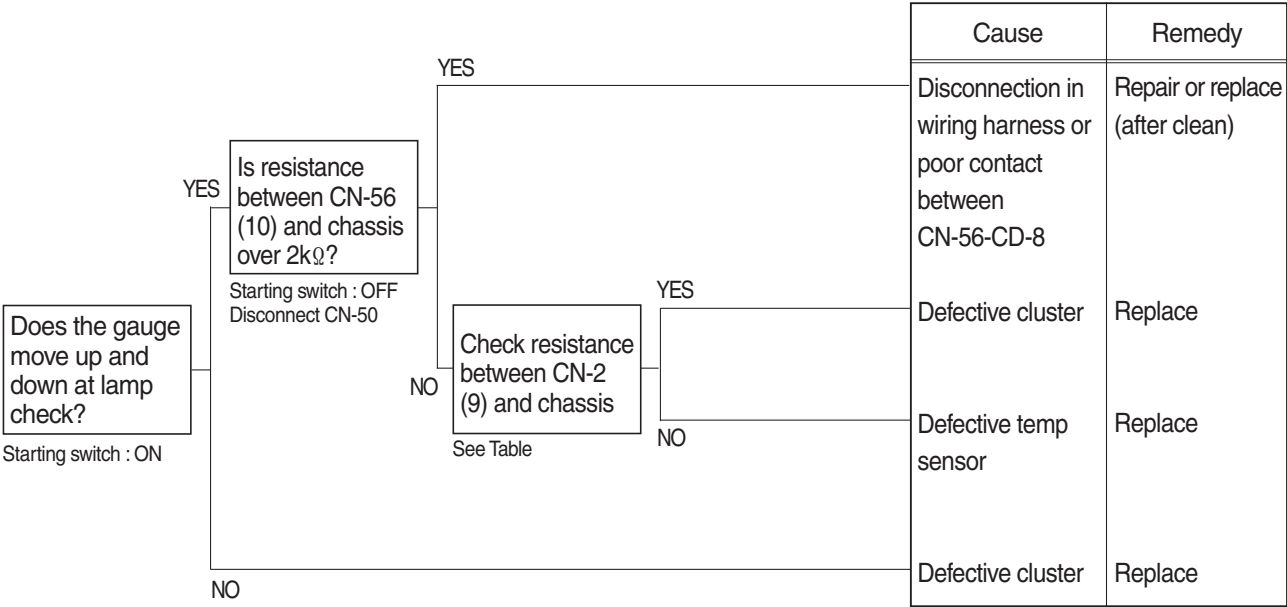 Does the gauge
move up and
down at lamp
check?
Starting switch : ON
YES
NO
Is resistance
between CN-56
(10) and chassis
over 2kΩ?
Starting switch : OFF
Disconnect CN-50
YES
NO
Check resistance
between CN-2
(9) and chassis
See Table
YES
NO
Cause
Remedy
Disconnection in
wiring harness or
poor contact
between
CN-56-CD-8
Repair or replace
(after clean)
Defective cluster
Replace
Defective temp
sensor
Replace
Defective cluster
Replace